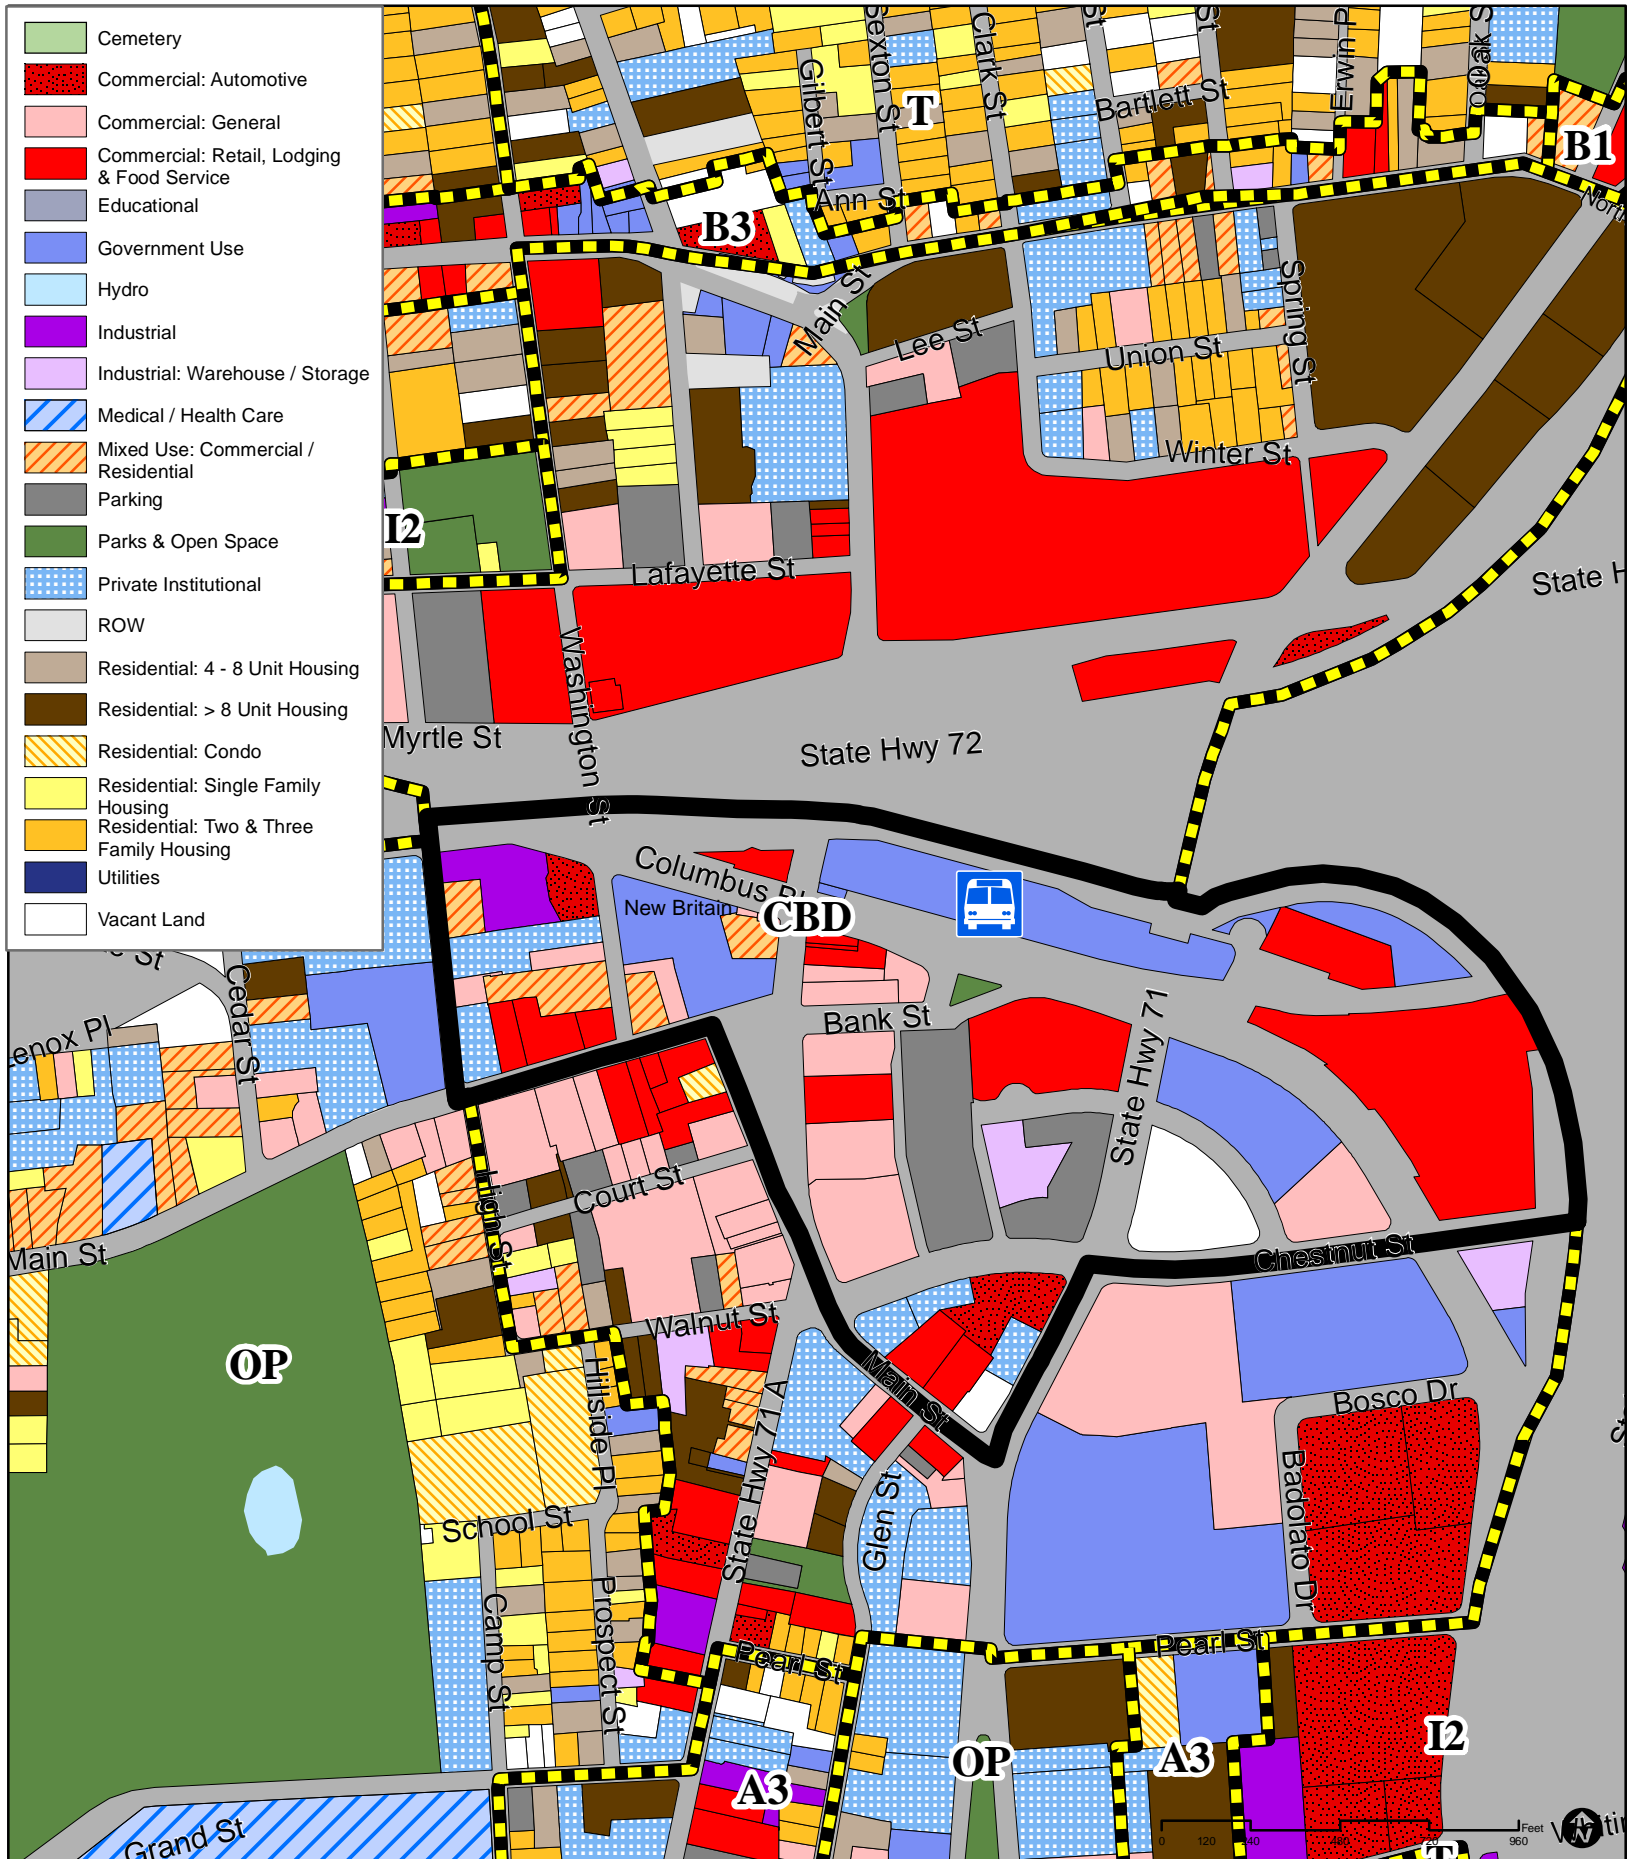 Cemetery
Commercial: Automotive
Commercial: General
Commercial: Retail, Lodging
& Food Service
Educational
Government Use
Hydro
Industrial
Industrial: Warehouse / Storage
Medical / Health Care
Mixed Use: Commercial /
Residential
Parking
Parks & Open Space
Private Institutional
ROW
Residential: 4 - 8 Unit Housing
Residential: > 8 Unit Housing
Residential: Condo
Residential: Single Family
Housing
Residential: Two & Three
Family Housing
Utilities
Vacant Land
Sexton St
Clark St
St
St
Erwin P
Oak S
Gilbert St
T
Bartlett St
B1
Ann St
B3
North
Main St
Spring St
Lee St
Union St
Winter St
I2
Lafayette St
State H
Washington St
Myrtle St
State Hwy 72
Columbus Pl
New Britain
CBD
St
Cedar St
Bank St
State Hwy 71
Lenox Pl
High St
Court St
Main St
Chestnut St
Walnut St
OP
Hillside Pl
State Hwy 71 A
Main St
Bosco Dr
Glen St
Badolato Dr
School St
Camp St
Prospect St
Pearl St
Pearl St
I2
OP
A3
A3
Grand St
0 120 240 480 720 960
Feet
N
T